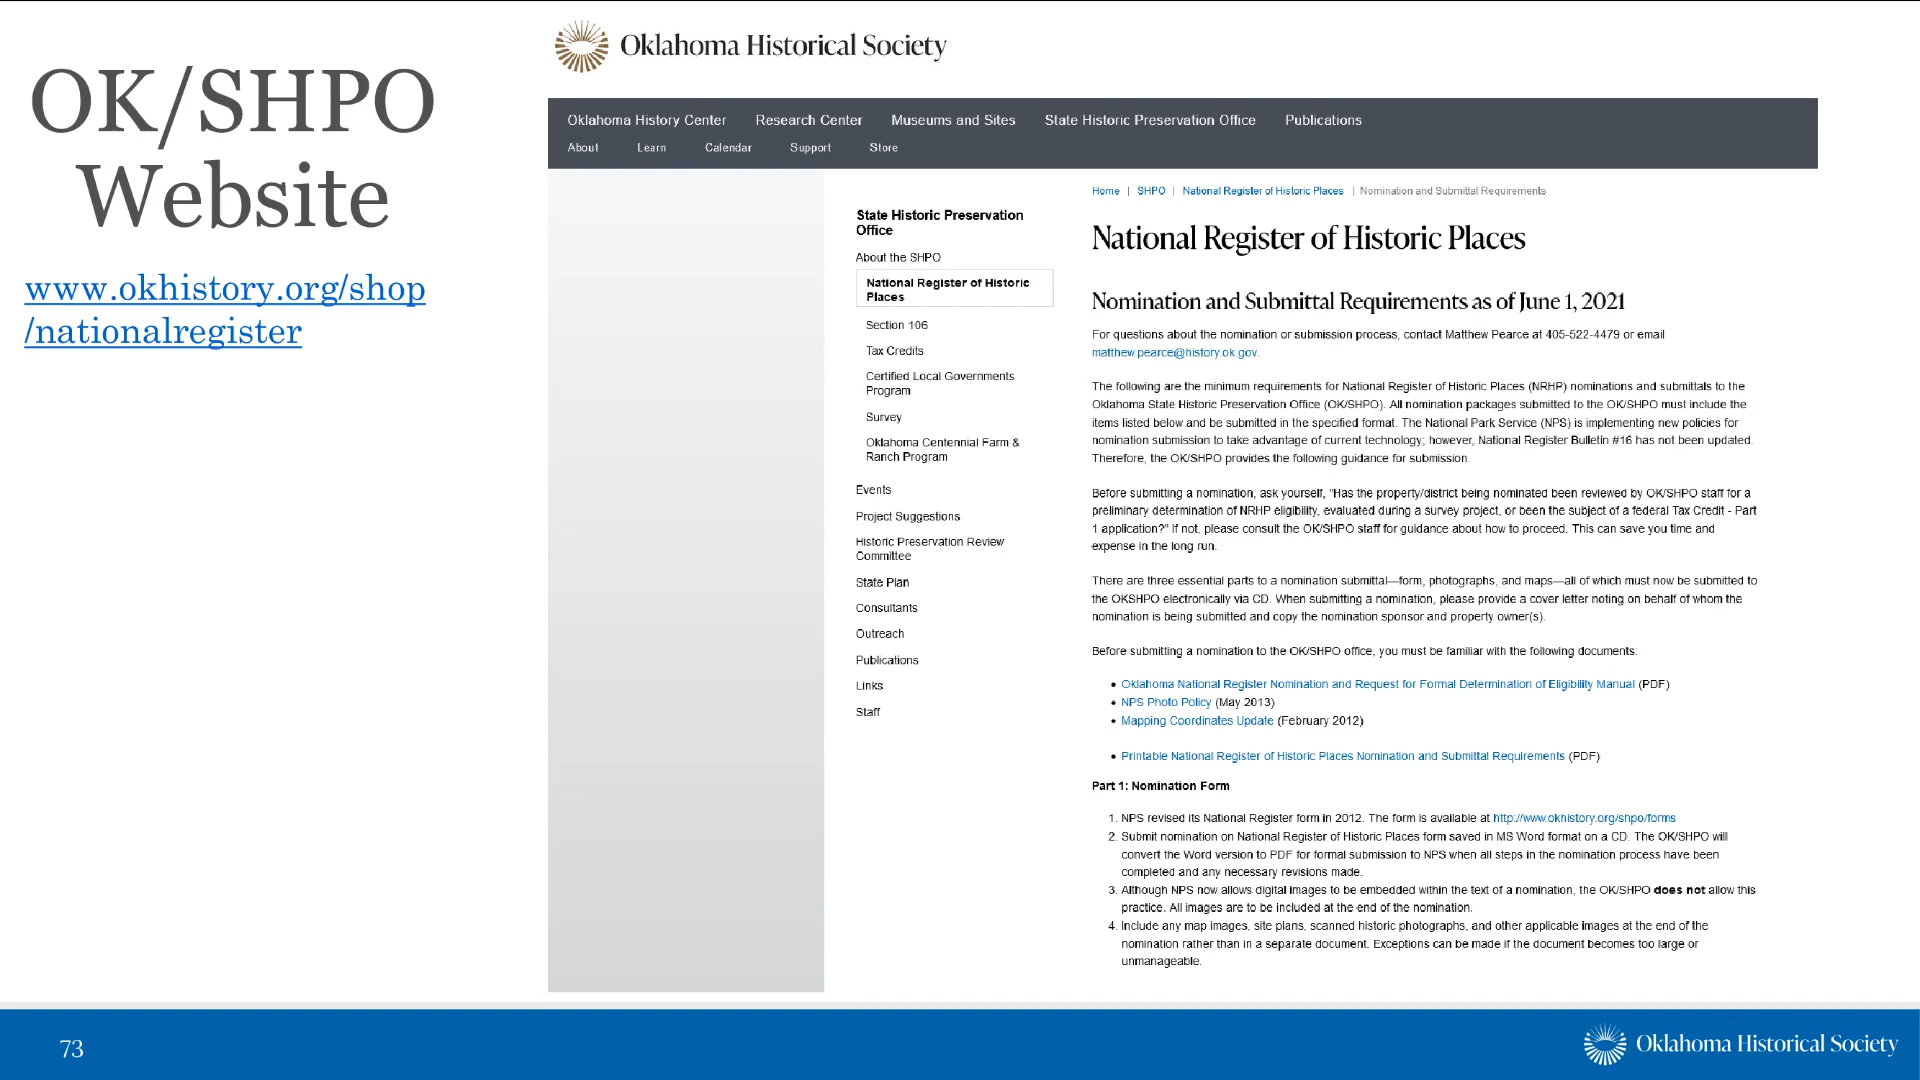 OK/SHPO
Website
www.okhistory.org/shop
/nationalregister
Oklahoma Historical Society
Oklahoma History Center Research Center Museums and Sites State Historic Preservation Office Publications
About Learn Calendar Support Store
State Historic Preservation
Office
About the SHPO
National Register of Historic
Places
Section 106
Tax Credits
Certified Local Governments
Program
Survey
Oklahoma Centennial Farm &
Ranch Program
Events
Project Suggestions
Historic Preservation Review
Committee
State Plan
Consultants
Outreach
Publications
Links
Staff
Home | SHPO | National Register of Historic Places | Nomination and Submittal Requirements
National Register of Historic Places
Nomination and Submittal Requirements as of June 1, 2021
For questions about the nomination or submission process, contact Matthew Pearce at 405-522-4479 or email
matthew.pearce@history.ok.gov.
The following are the minimum requirements for National Register of Historic Places (NRHP) nominations and submittals to the
Oklahoma State Historic Preservation Office (OK/SHPO). All nomination packages submitted to the OK/SHPO must include the
items listed below and be submitted in the specified format. The National Park Service (NPS) is implementing new policies for
nomination submission to take advantage of current technology; however, National Register Bulletin #16 has not been updated.
Therefore, the OK/SHPO provides the following guidance for submission.
Before submitting a nomination, ask yourself, "Has the property/district being nominated been reviewed by OK/SHPO staff for a
preliminary determination of NRHP eligibility, evaluated during a survey project, or been the subject of a federal Tax Credit - Part
1 application?" If not, please consult the OK/SHPO staff for guidance about how to proceed. This can save you time and
expense in the long run.
There are three essential parts to a nomination submittal—form, photographs, and maps—all of which must now be submitted to
the OKSHPO electronically via CD. When submitting a nomination, please provide a cover letter noting on behalf of whom the
nomination is being submitted and copy the nomination sponsor and property owner(s).
Before submitting a nomination to the OK/SHPO office, you must be familiar with the following documents:
• Oklahoma National Register Nomination and Request for Formal Determination of Eligibility Manual (PDF)
• NPS Photo Policy (May 2013)
• Mapping Coordinates Update (February 2012)
• Printable National Register of Historic Places Nomination and Submittal Requirements (PDF)
Part 1: Nomination Form
1. NPS revised its National Register form in 2012. The form is available at http://www.okhistory.org/shpo/forms
2. Submit nomination on National Register of Historic Places form saved in MS Word format on a CD. The OK/SHPO will
convert the Word version to PDF for formal submission to NPS when all steps in the nomination process have been
completed and any necessary revisions made.
3. Although NPS now allows digital images to be embedded within the text of a nomination, the OK/SHPO does not allow this
practice. All images are to be included at the end of the nomination.
4. Include any map images, site plans, scanned historic photographs, and other applicable images at the end of the
nomination rather than in a separate document. Exceptions can be made if the document becomes too large or
unmanageable.
73
Oklahoma Historical Society